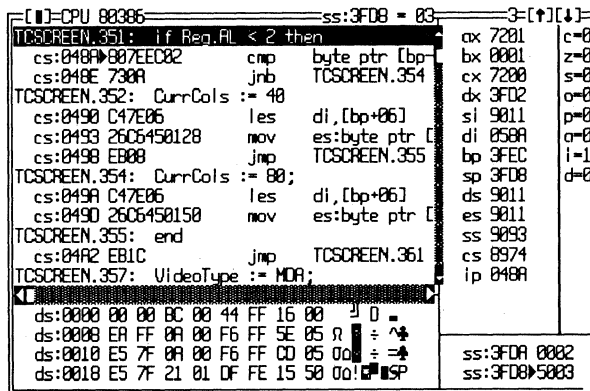 [■]=CPU 80386 ss:3FD8 = 03 3=[↑][↓]=
TCSCREEN.351: if Reg.AL < 2 then
cs:048A►807EEC02 cmp byte ptr [bp-
cs:048E 730A jnb TCSCREEN.354
TCSCREEN.352: CurrCols := 40
cs:0490 C47E06 les di,[bp+06]
cs:0493 26C6450128 mov es:byte ptr [
cs:0498 EB08 jmp TCSCREEN.355
TCSCREEN.354: CurrCols := 80;
cs:049A C47E06 les di,[bp+06]
cs:049D 26C6450150 mov es:byte ptr [
TCSCREEN.355: end
cs:04A2 EB1C jmp TCSCREEN.361
TCSCREEN.357: VideoType := MDA;
ax 7201 c=0
bx 0001 z=0
cx 7200 s=0
dx 3FD2 o=0
si 9011 p=0
di 058A a=0
bp 3FEC i=1
sp 3FD8 d=0
ds 9011
es 9011
ss 9093
cs 8974
ip 048A
ds:0000 00 00 BC 00 44 FF 16 00
ds:0008 EA FF 0A 00 F6 FF 5E 05
ds:0010 E5 7F 0A 00 F6 FF CD 05
ds:0018 E5 7F 21 01 DF FE 15 50
ss:3FDA 0002
ss:3FD8►5003